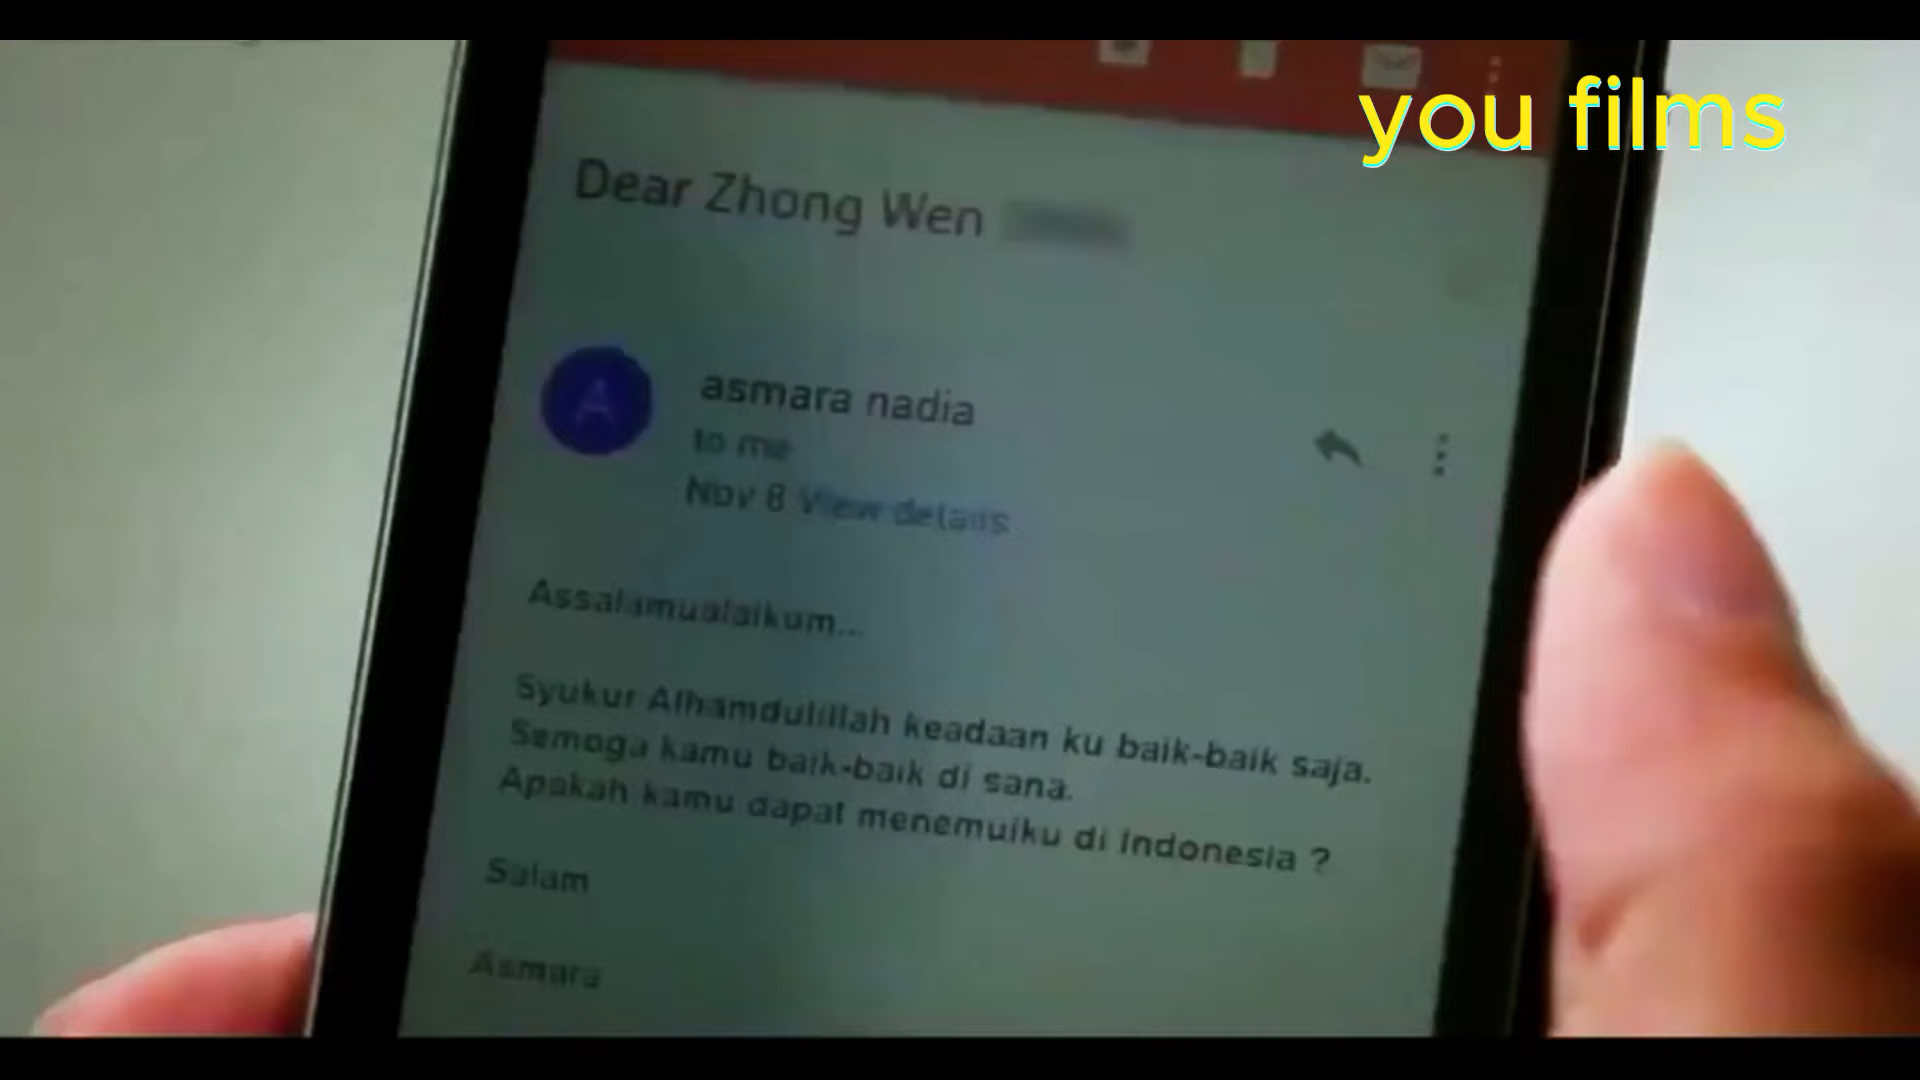 you films
Dear Zhong Wen
A
asmara nadia
to me
Nov 8 View details
Assalamualaikum...
Syukur Alhamdulillah keadaan ku baik-baik saja.
Semoga kamu baik-baik di sana.
Apakah kamu dapat menemuiku di Indonesia ?
Salam
Asmara